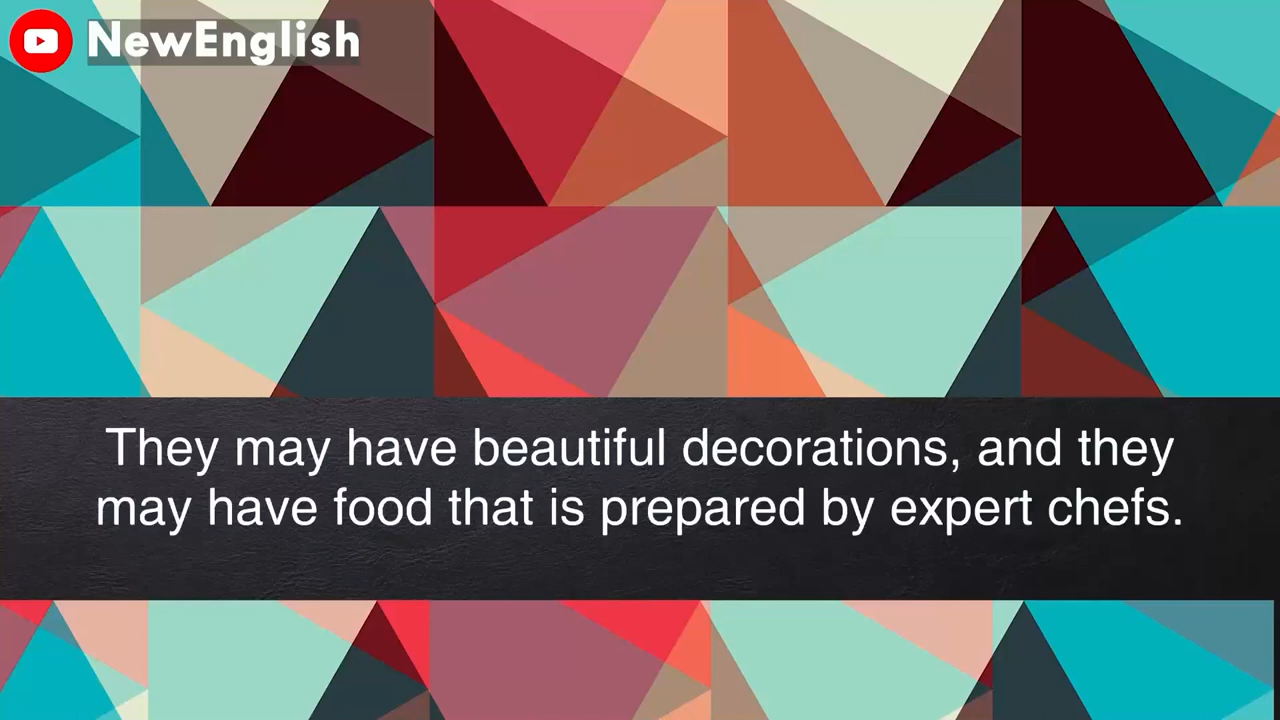 NewEnglish
They may have beautiful decorations, and they
may have food that is prepared by expert chefs.